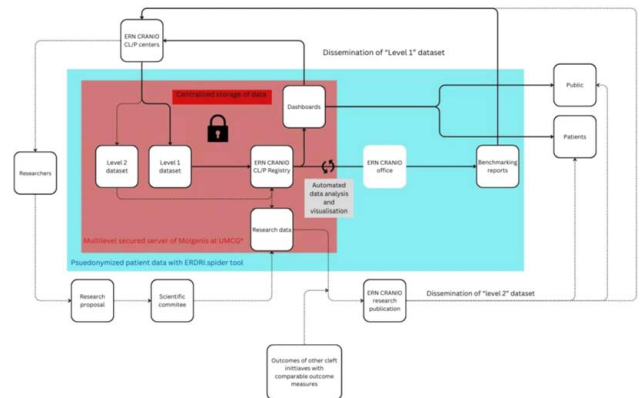 ERN CRANIO
CL/P centers
Dissemination of "Level 1" dataset
Centralized storage of data
Dashboards
Public
Patients
Researchers
Level 2
dataset
Level 1
dataset
ERN CRANIO
CL/P Registry
ERN CRANIO
office
Benchmarking
reports
Automated
data analysis
and
visualisation
Research data
Multilevel secured server of Molgenis at UMCG*
Psuedonymized patient data with ERDRI.spider tool
Research
proposal
Scientific
commitee
ERN CRANIO
research
publication
Dissemination of "level 2" dataset
Outcomes of other cleft
initiaves with
comparable outcome
measures